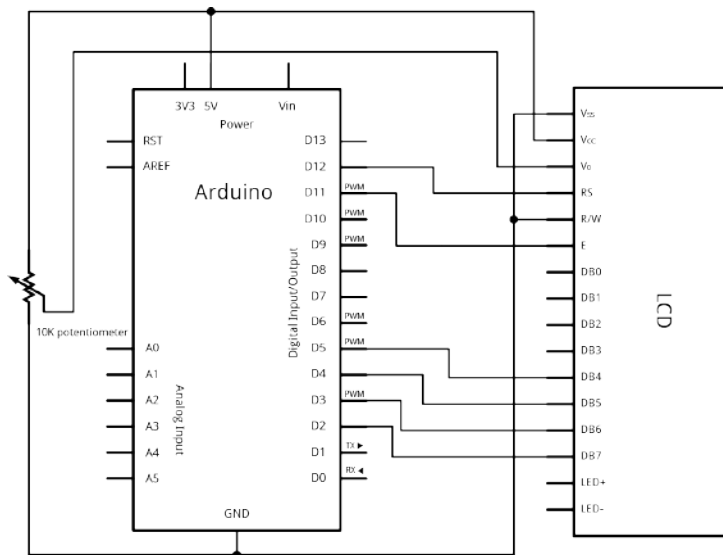 3V3 5V Vin
Power
RST
AREF
Arduino
D13
D12
D11 PWM
D10 PWM
D9 PWM
D8
D7
D6 PWM
D5 PWM
D4
D3 PWM
D2
D1 TX ▶
D0 RX ◀
Digital Input/Output
A0
A1
A2
A3
A4
A5
Analog Input
GND
10K potentiometer
Vss
Vcc
Vo
RS
R/W
E
DB0
DB1
DB2
DB3
DB4
DB5
DB6
DB7
LED+
LED-
LCD